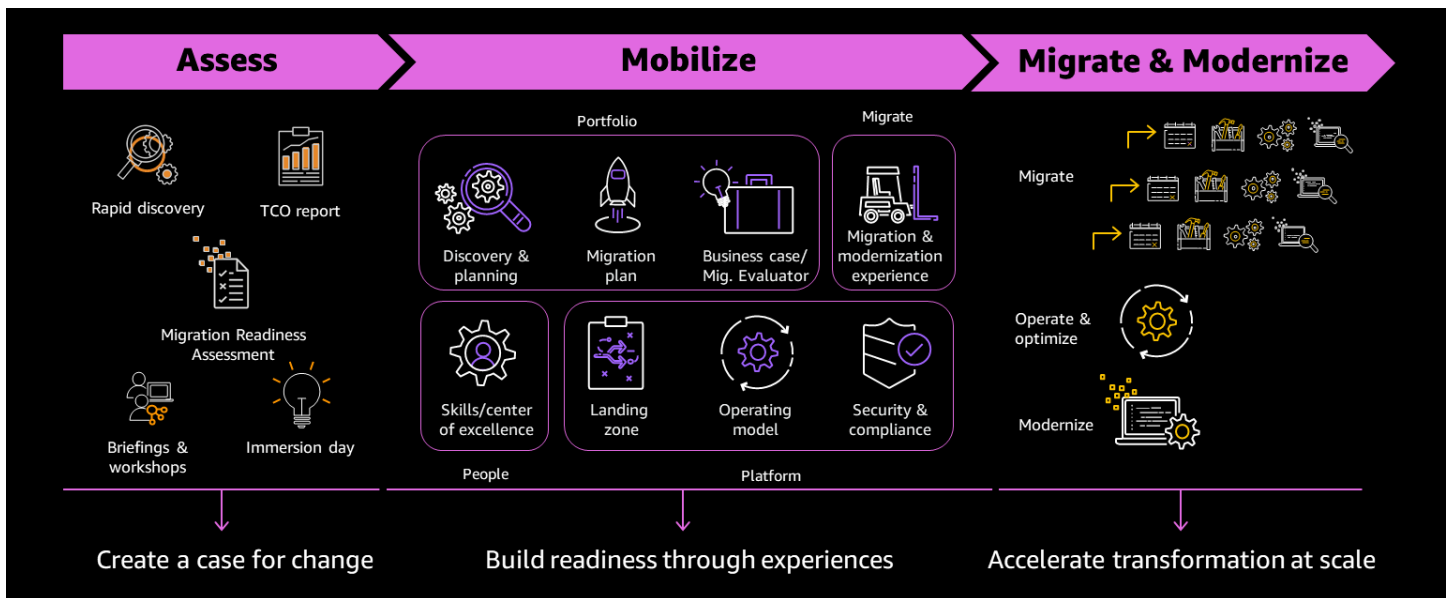 Assess
Mobilize
Migrate & Modernize
Rapid discovery
TCO report
Migration Readiness
Assessment
Briefings &
workshops
Immersion day
Portfolio
Migrate
Discovery &
planning
Migration
plan
Business case/
Mig. Evaluator
Migration &
modernization
experience
Skills/center
of excellence
Landing
zone
Operating
model
Security &
compliance
People
Platform
Migrate
Operate &
optimize
Modernize
Create a case for change
Build readiness through experiences
Accelerate transformation at scale